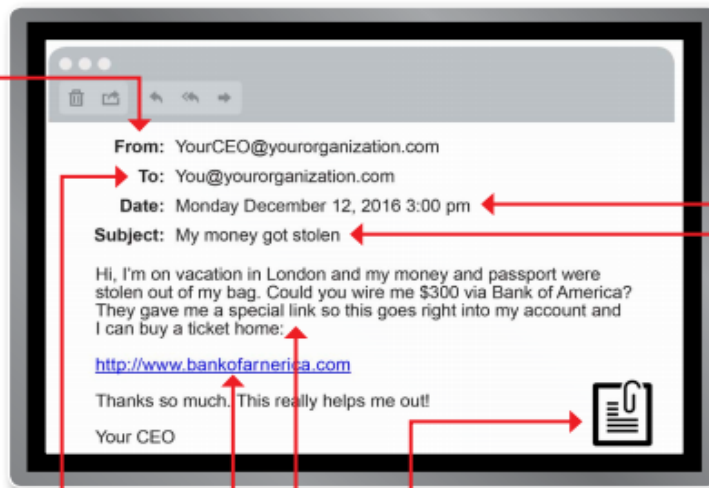 From: YourCEO@yourorganization.com
To: You@yourorganization.com
Date: Monday December 12, 2016 3:00 pm
Subject: My money got stolen
Hi, I'm on vacation in London and my money and passport were
stolen out of my bag. Could you wire me $300 via Bank of America?
They gave me a special link so this goes right into my account and
I can buy a ticket home:
http://www.bankofarnerica.com
Thanks so much. This really helps me out!
Your CEO